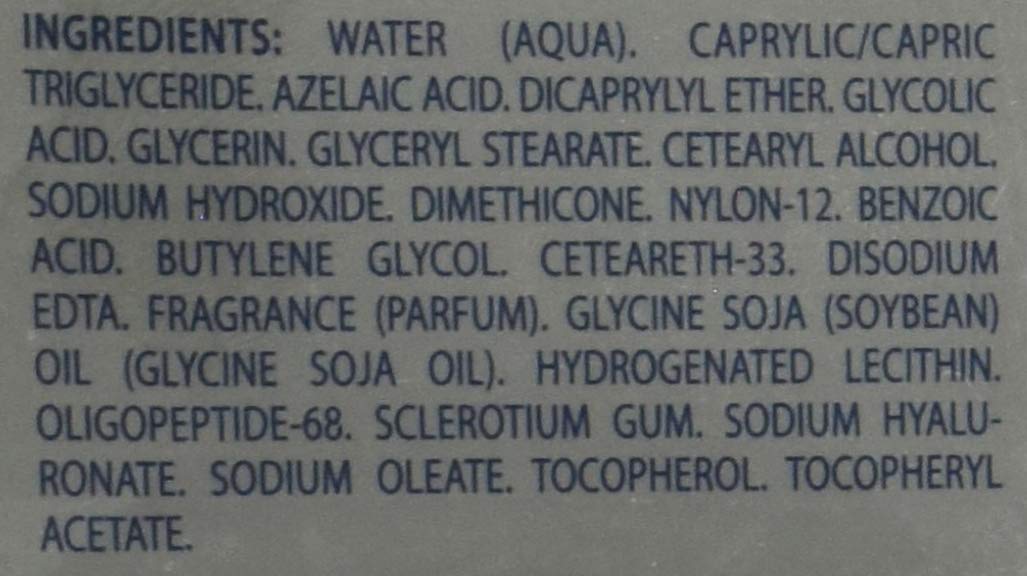 INGREDIENTS: WATER (AQUA). CAPRYLIC/CAPRIC
TRIGLYCERIDE. AZELAIC ACID. DICAPRYLYL ETHER. GLYCOLIC
ACID. GLYCERIN. GLYCERYL STEARATE. CETEARYL ALCOHOL.
SODIUM HYDROXIDE. DIMETHICONE. NYLON-12. BENZOIC
ACID. BUTYLENE GLYCOL. CETEARETH-33. DISODIUM
EDTA. FRAGRANCE (PARFUM). GLYCINE SOJA (SOYBEAN)
OIL (GLYCINE SOJA OIL). HYDROGENATED LECITHIN.
OLIGOPEPTIDE-68. SCLEROTIUM GUM. SODIUM HYALU-
RONATE. SODIUM OLEATE. TOCOPHEROL. TOCOPHERYL
ACETATE.